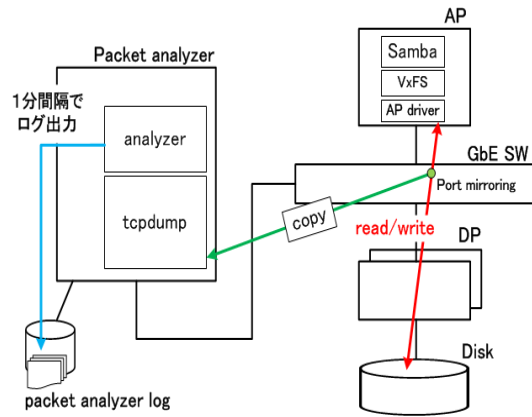 AP
Packet analyzer
Samba
VxFS
AP driver
1分間隔で
ログ出力
analyzer
GbE SW
Port mirroring
tcpdump
copy
read/write
DP
Disk
packet analyzer log